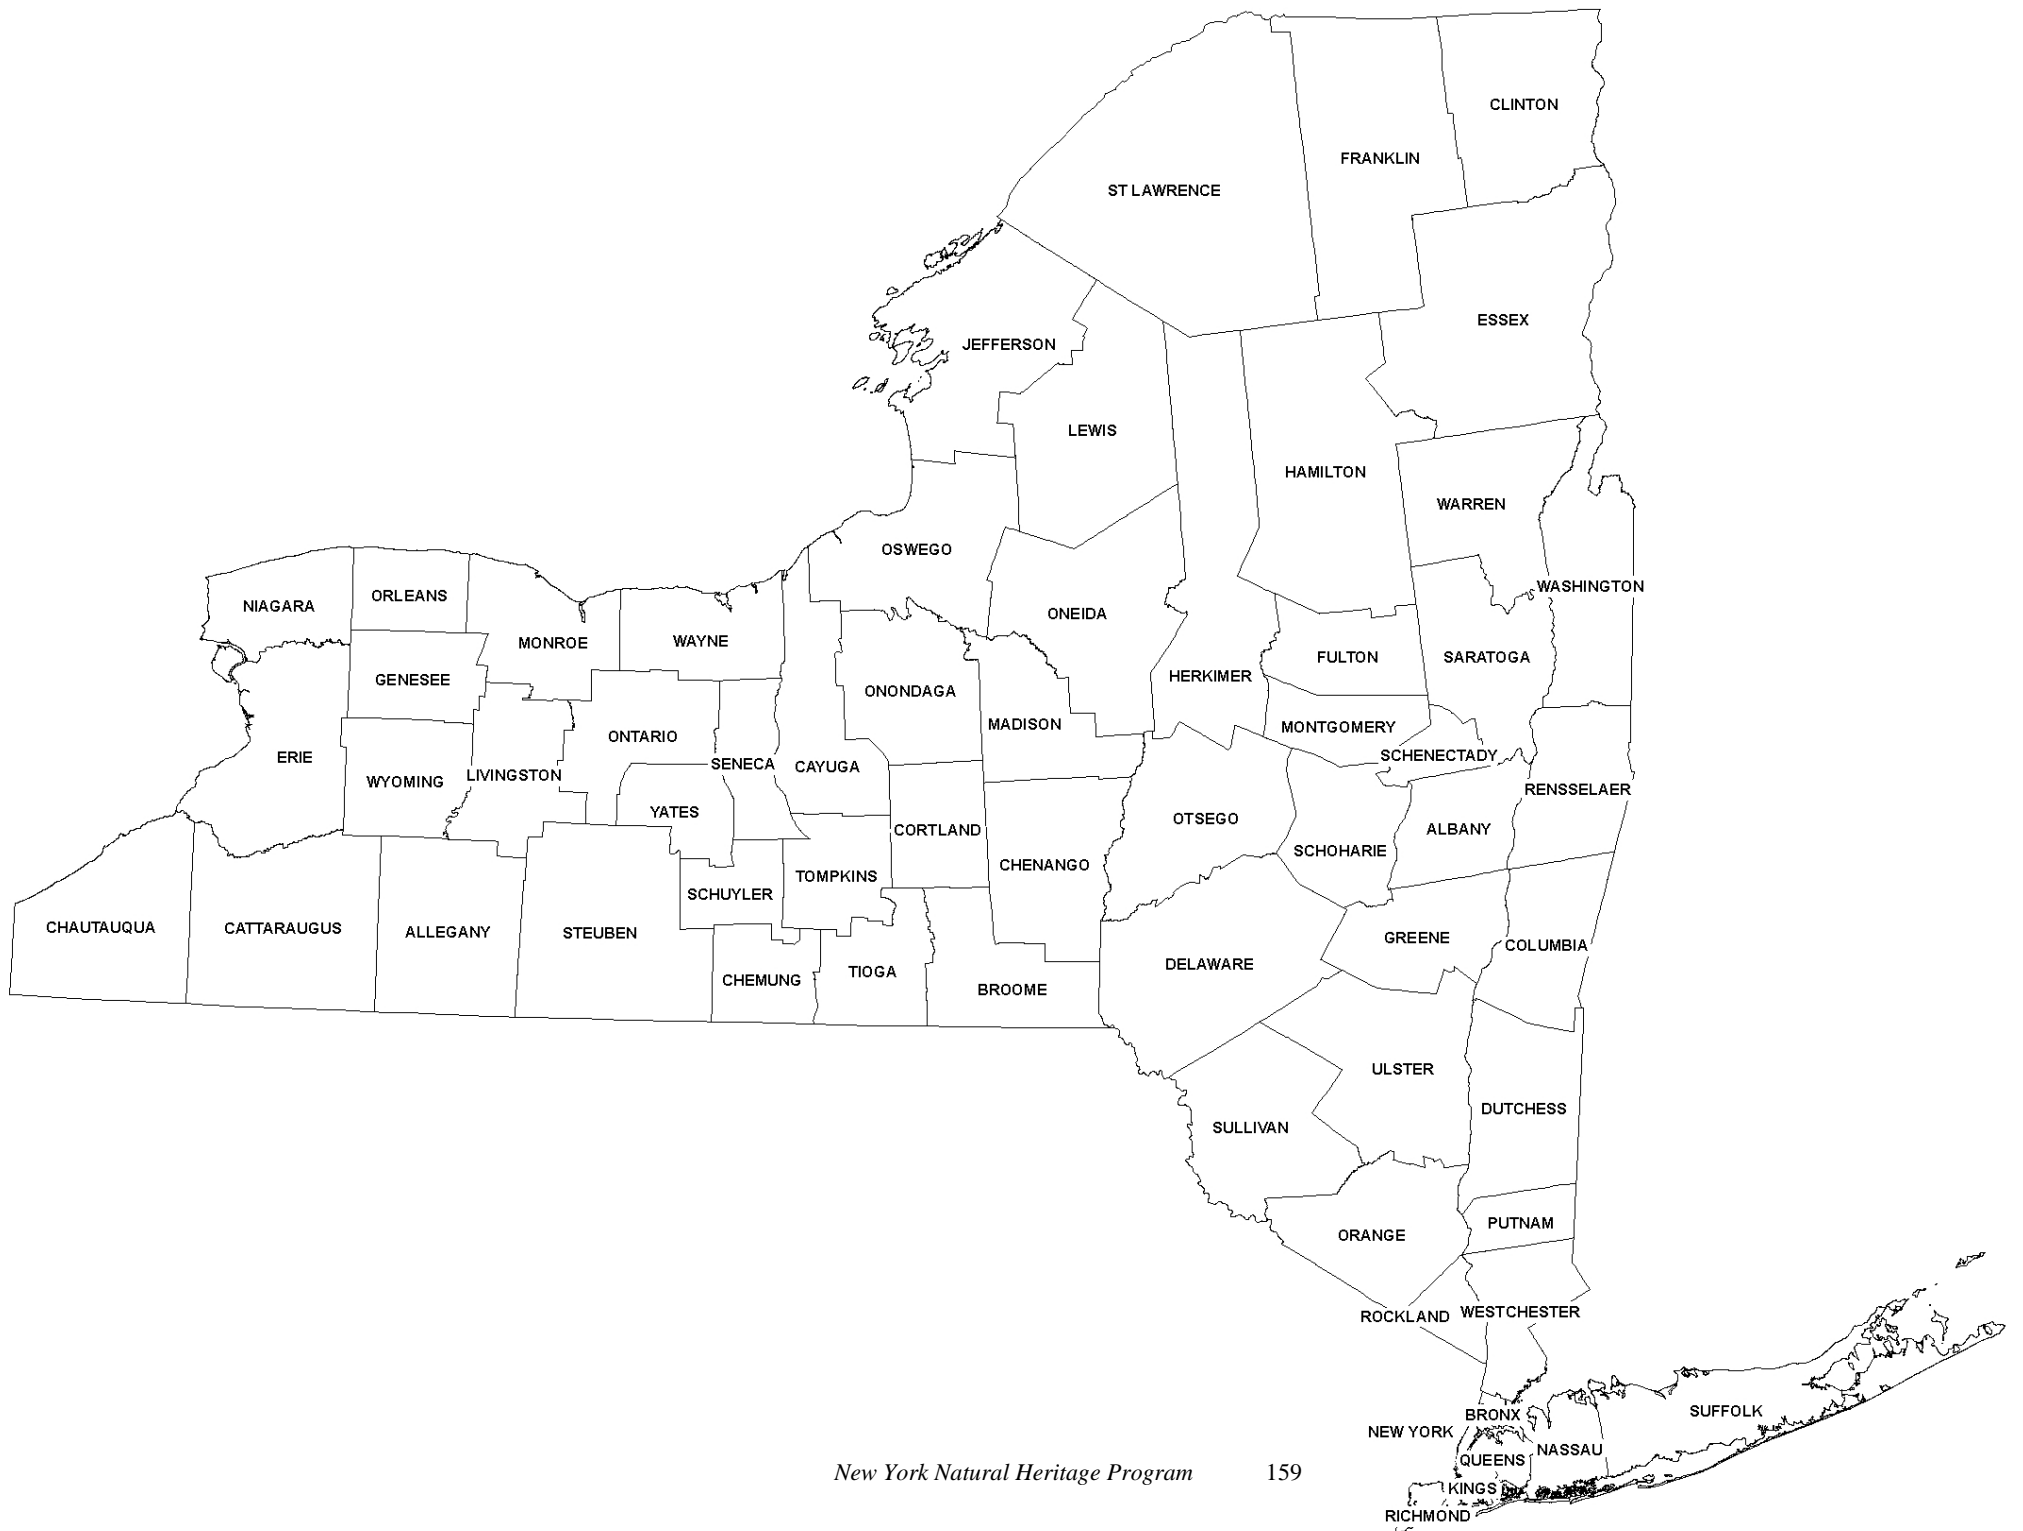 CLINTON
FRANKLIN
ST LAWRENCE
ESSEX
JEFFERSON
LEWIS
HAMILTON
WARREN
OSWEGO
WASHINGTON
NIAGARA
ORLEANS
ONEIDA
MONROE
WAYNE
FULTON
SARATOGA
GENESEE
HERKIMER
ONONDAGA
MADISON
MONTGOMERY
ONTARIO
ERIE
SCHENECTADY
SENECA
CAYUGA
LIVINGSTON
WYOMING
RENSSELAER
YATES
OTSEGO
CORTLAND
ALBANY
SCHOHARIE
CHENANGO
TOMPKINS
SCHUYLER
CHAUTAUQUA
CATTARAUGUS
ALLEGANY
STEUBEN
GREENE
COLUMBIA
DELAWARE
TIOGA
CHEMUNG
BROOME
ULSTER
DUTCHESS
SULLIVAN
PUTNAM
ORANGE
ROCKLAND
WESTCHESTER
SUFFOLK
BRONX
NEW YORK
NASSAU
QUEENS
KINGS
RICHMOND
New York Natural Heritage Program 159